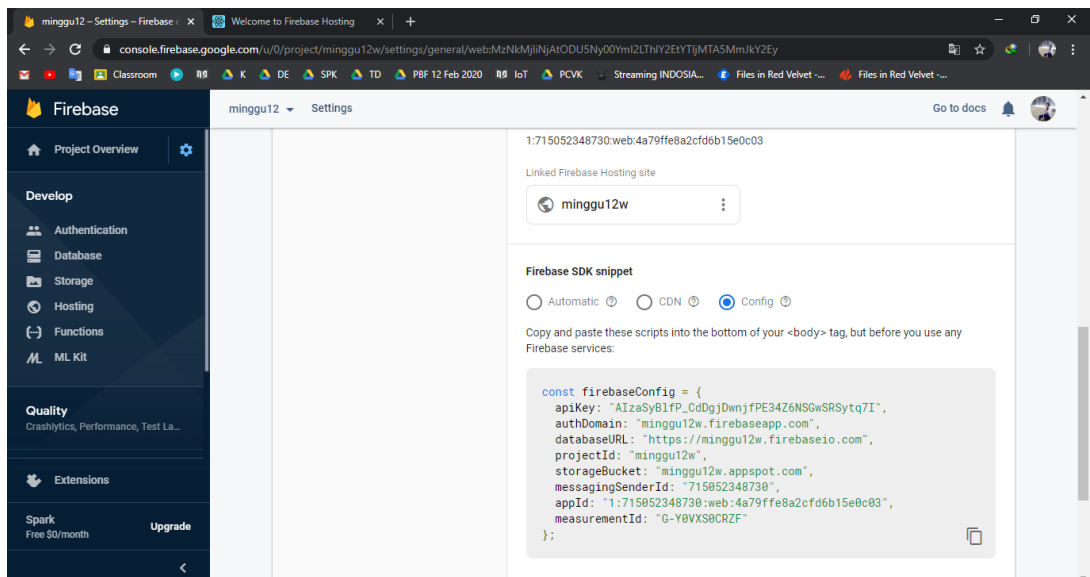 minggu12 – Settings – Firebase c
Welcome to Firebase Hosting
console.firebase.google.com/u/0/project/minggu12w/settings/general/web:MzNkMjliNjAtODU5Ny00YmI2LThlY2EtYTljMTA5MmJkY2Ey
Classroom
K
DE
SPK
TD
PBF 12 Feb 2020
IoT
PCVK
Streaming INDOSIA...
Files in Red Velvet -...
Files in Red Velvet -...
Firebase
minggu12
Settings
Go to docs
Project Overview
Develop
Authentication
Database
Storage
Hosting
Functions
ML Kit
Quality
Crashlytics, Performance, Test La...
Extensions
Spark
Free $0/month
Upgrade
1:715052348730:web:4a79ffe8a2cfd6b15e0c03
Linked Firebase Hosting site
minggu12w
Firebase SDK snippet
Automatic
CDN
Config
Copy and paste these scripts into the bottom of your <body> tag, but before you use any
Firebase services:
const firebaseConfig = {
apiKey: "AIzaSyBlfP_CdDgjDwnjfPE34Z6NSGwSRSytq7I",
authDomain: "minggu12w.firebaseapp.com",
databaseURL: "https://minggu12w.firebaseio.com",
projectId: "minggu12w",
storageBucket: "minggu12w.appspot.com",
messagingSenderId: "715052348730",
appId: "1:715052348730:web:4a79ffe8a2cfd6b15e0c03",
measurementId: "G-Y0VXS0CRZF"
};